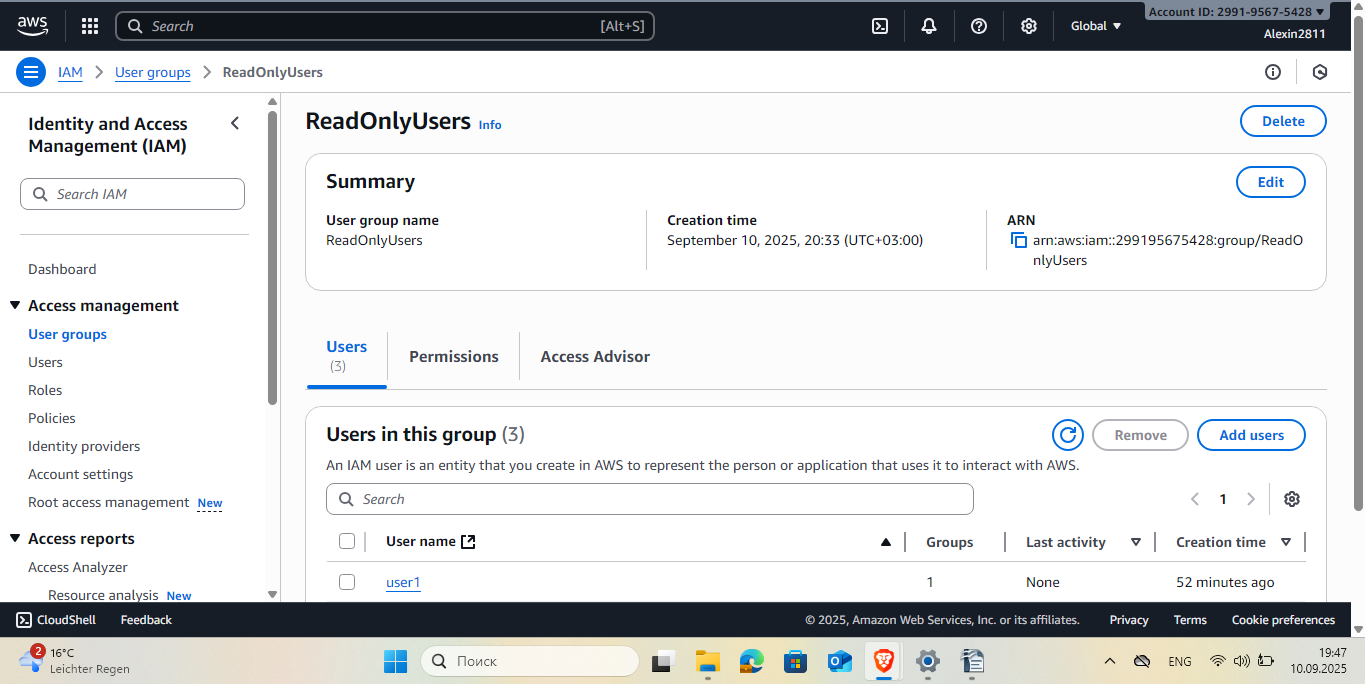 aws
Search
[Alt+S]
Global
Account ID: 2991-9567-5428
Alexin2811
IAM
User groups
ReadOnlyUsers
Identity and Access
Management (IAM)
Search IAM
Dashboard
Access management
User groups
Users
Roles
Policies
Identity providers
Account settings
Root access management New
Access reports
Access Analyzer
Resource analysis New
ReadOnlyUsers Info
Delete
Summary
Edit
User group name
ReadOnlyUsers
Creation time
September 10, 2025, 20:33 (UTC+03:00)
ARN
arn:aws:iam::299195675428:group/ReadO
nlyUsers
Users
(3)
Permissions
Access Advisor
Users in this group (3)
Remove
Add users
An IAM user is an entity that you create in AWS to represent the person or application that uses it to interact with AWS.
Search
1
User name
Groups
Last activity
Creation time
user1
1
None
52 minutes ago
CloudShell
Feedback
© 2025, Amazon Web Services, Inc. or its affiliates.
Privacy
Terms
Cookie preferences
2
16°C
Leichter Regen
Поиск
ENG
19:47
10.09.2025